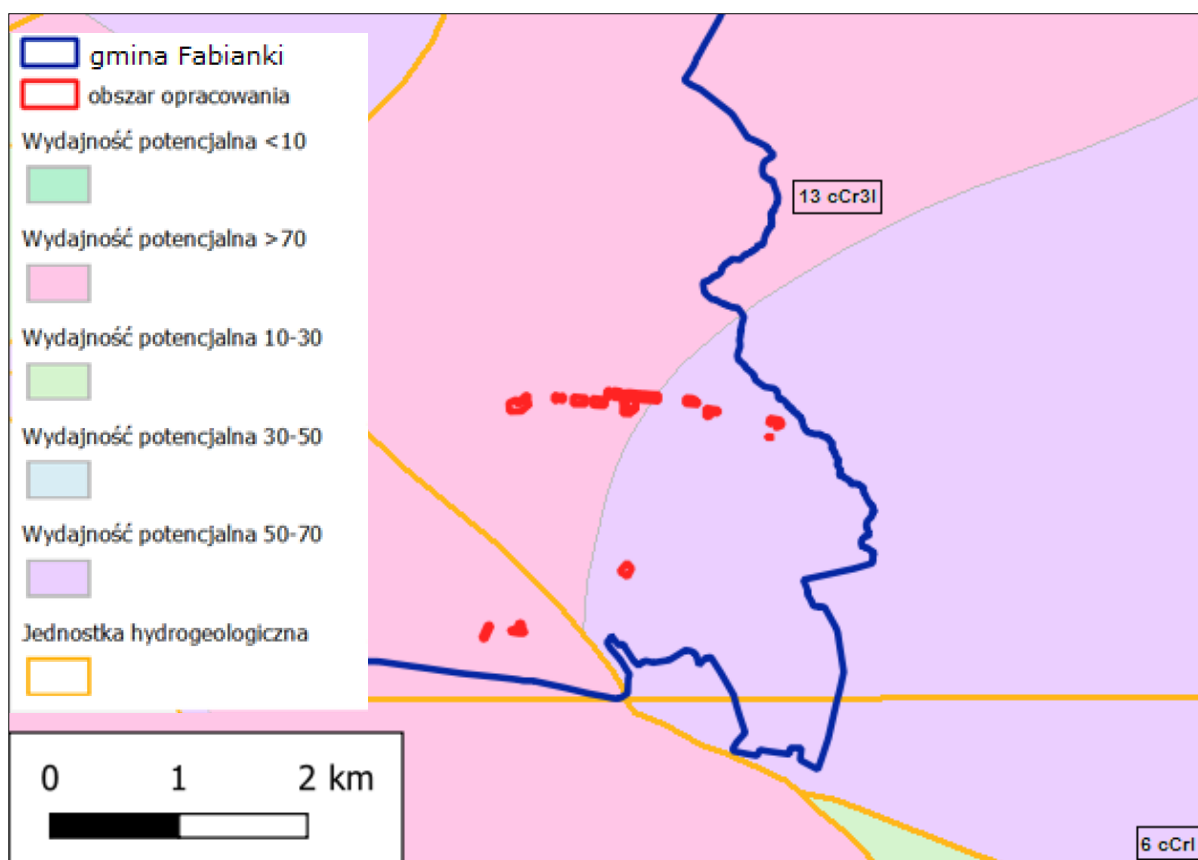 gmina Fabianki
obszar opracowania
Wydajność potencjalna <10
Wydajność potencjalna >70
Wydajność potencjalna 10-30
Wydajność potencjalna 30-50
Wydajność potencjalna 50-70
Jednostka hydrogeologiczna
13 cCr3I
0 1 2 km
6 cCrI